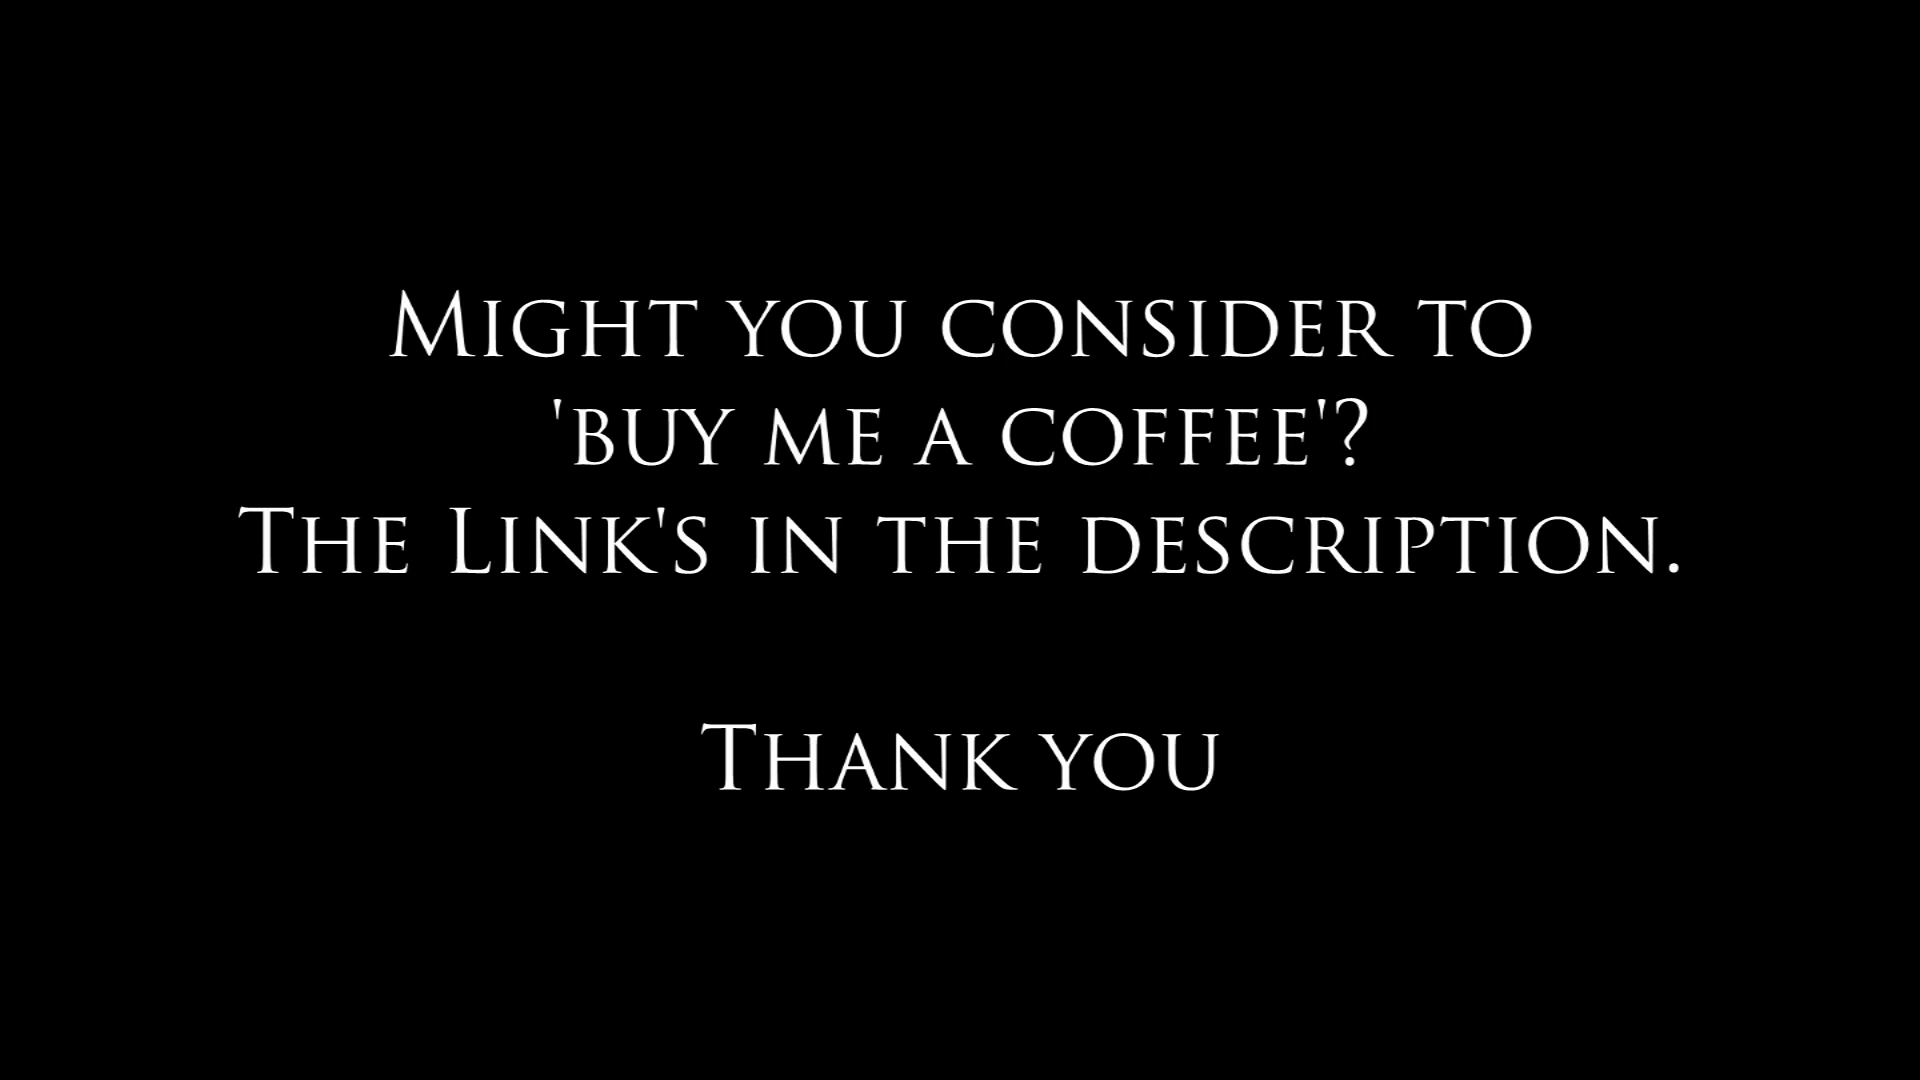 Might you consider to
'buy me a coffee'?
The Link's in the description.
Thank you